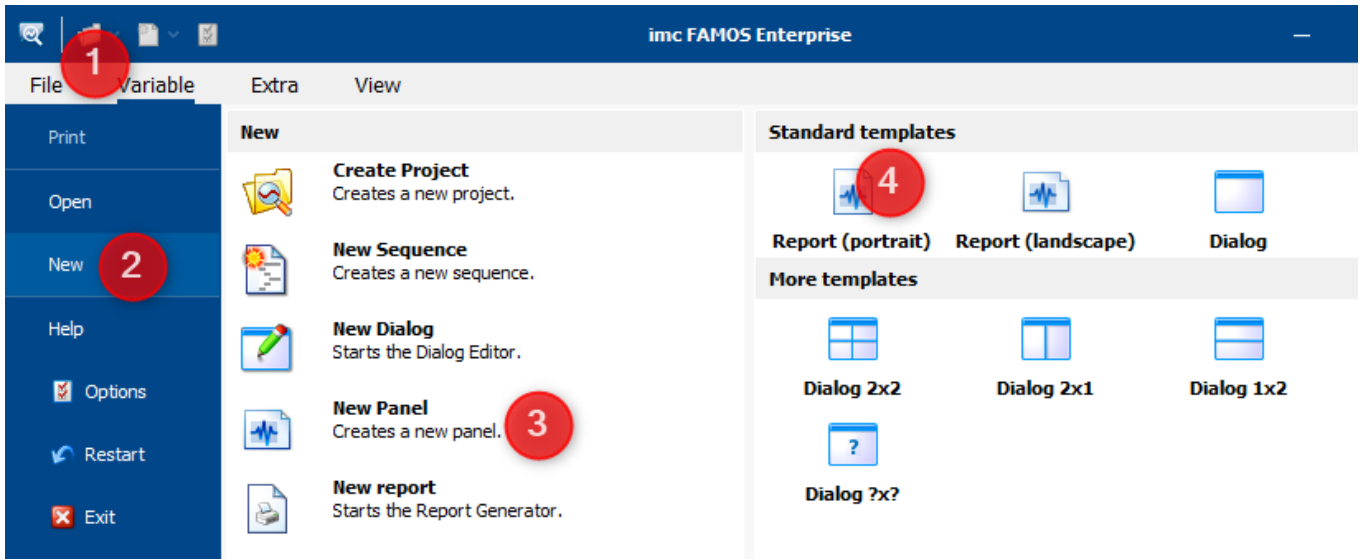 imc FAMOS Enterprise
1
File Variable Extra View
Print
Open
New
2
Help
Options
Restart
Exit
New
Create Project
Creates a new project.
New Sequence
Creates a new sequence.
New Dialog
Starts the Dialog Editor.
New Panel
Creates a new panel.
3
New report
Starts the Report Generator.
Standard templates
4
Report (portrait) Report (landscape) Dialog
More templates
Dialog 2x2 Dialog 2x1 Dialog 1x2
?
Dialog ?x?